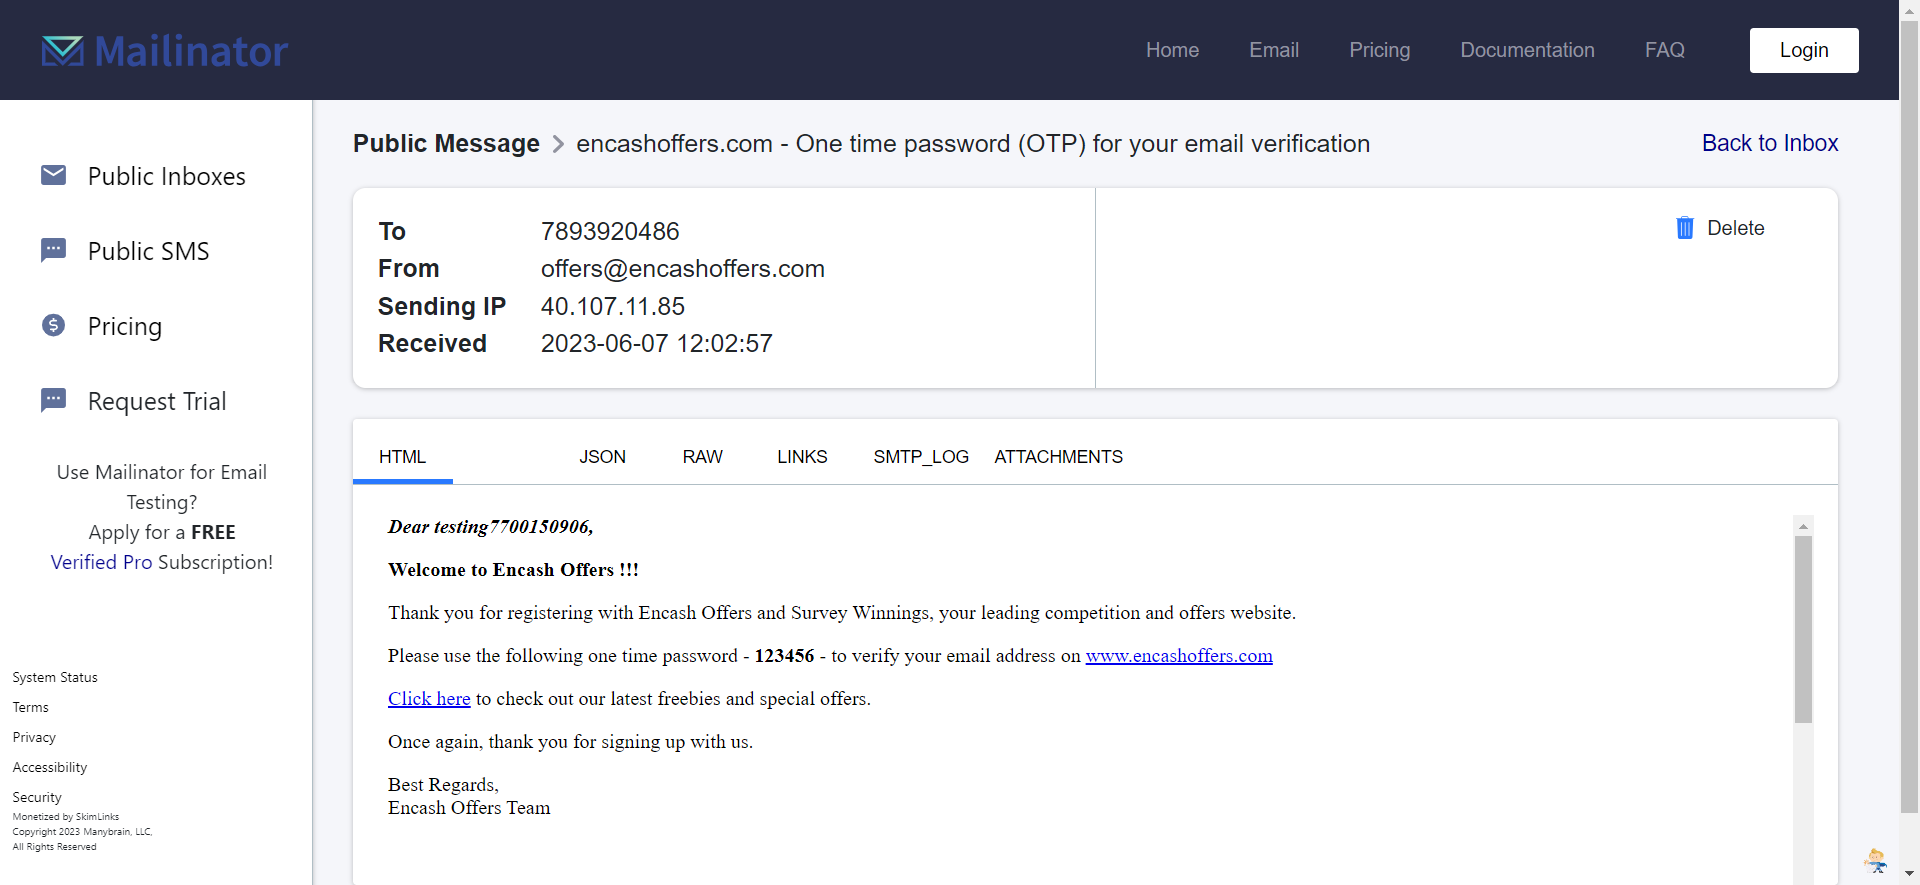 Mailinator
Home Email Pricing Documentation FAQ Login
Public Inboxes
Public SMS
Pricing
Request Trial
Use Mailinator for Email
Testing?
Apply for a FREE
Verified Pro Subscription!
System Status
Terms
Privacy
Accessibility
Security
Monetized by SkimLinks
Copyright 2023 Manybrain, LLC,
All Rights Reserved
Public Message > encashoffers.com - One time password (OTP) for your email verification
Back to Inbox
To 7893920486
From offers@encashoffers.com
Sending IP 40.107.11.85
Received 2023-06-07 12:02:57
Delete
HTML JSON RAW LINKS SMTP_LOG ATTACHMENTS
Dear testing7700150906,
Welcome to Encash Offers !!!
Thank you for registering with Encash Offers and Survey Winnings, your leading competition and offers website.
Please use the following one time password - 123456 - to verify your email address on www.encashoffers.com
Click here to check out our latest freebies and special offers.
Once again, thank you for signing up with us.
Best Regards,
Encash Offers Team